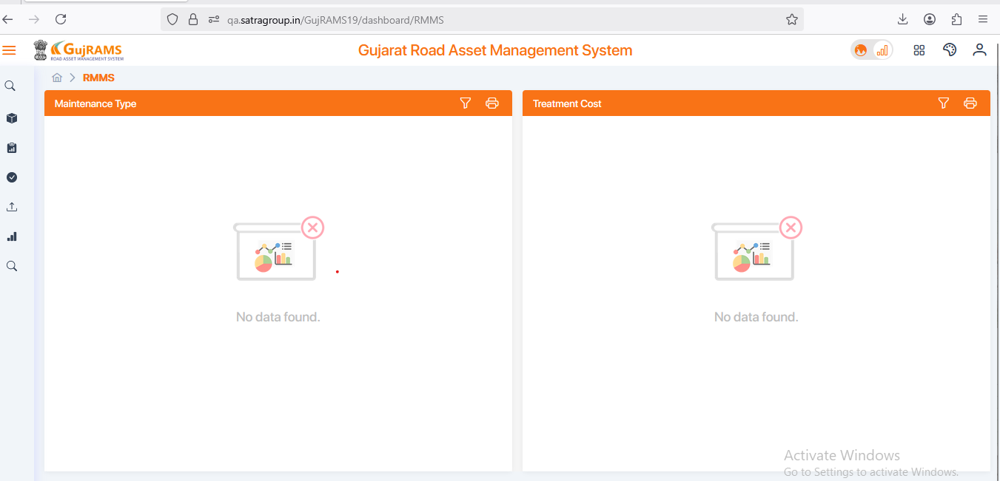 qa.satragroup.in/GujRAMS19/dashboard/RMMS
GujRAMS
ROAD ASSET MANAGEMENT SYSTEM
Gujarat Road Asset Management System
RMMS
Maintenance Type
Treatment Cost
No data found.
No data found.
Activate Windows
Go to Settings to activate Windows.